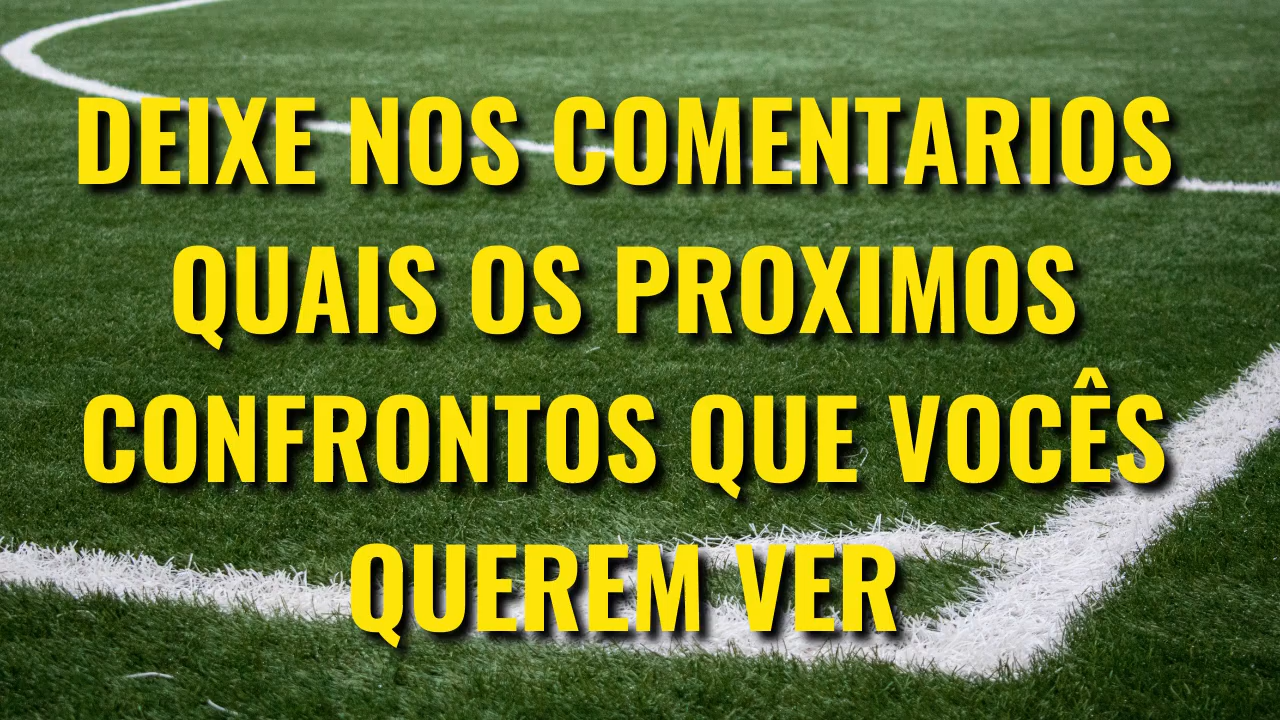 DEIXE NOS COMENTARIOS
QUAIS OS PROXIMOS
CONFRONTOS QUE VOCÊS
QUEREM VER